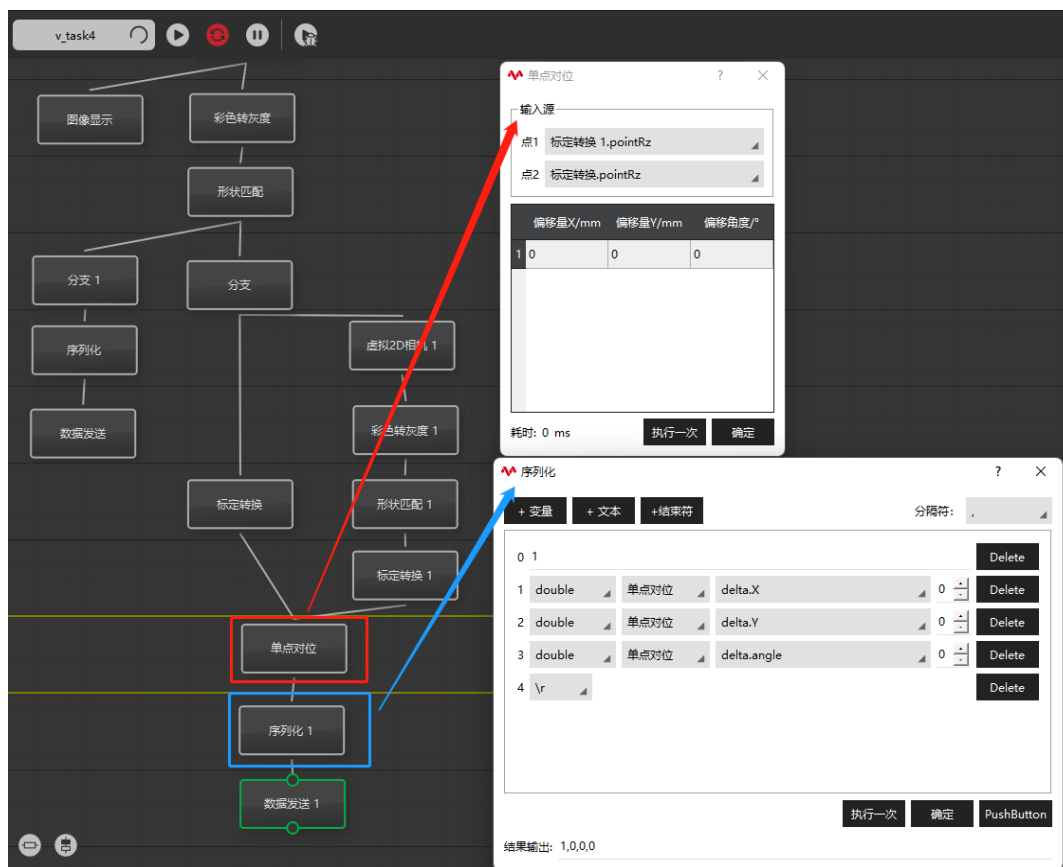 v_task4
图像显示
彩色转灰度
形状匹配
分支 1
分支
序列化
虚拟2D相机 1
数据发送
彩色转灰度 1
标定转换
形状匹配 1
标定转换 1
单点对位
序列化 1
数据发送 1
单点对位 ? ×
输入源
点1 标定转换 1.pointRz
点2 标定转换.pointRz
偏移量X/mm 偏移量Y/mm 偏移角度/°
1 0 0 0
耗时: 0 ms 执行一次 确定
序列化 ? ×
+ 变量 + 文本 +结束符 分隔符: ,
0 1 Delete
1 double 单点对位 delta.X 0 Delete
2 double 单点对位 delta.Y 0 Delete
3 double 单点对位 delta.angle 0 Delete
4 \r Delete
执行一次 确定 PushButton
结果输出: 1,0,0,0